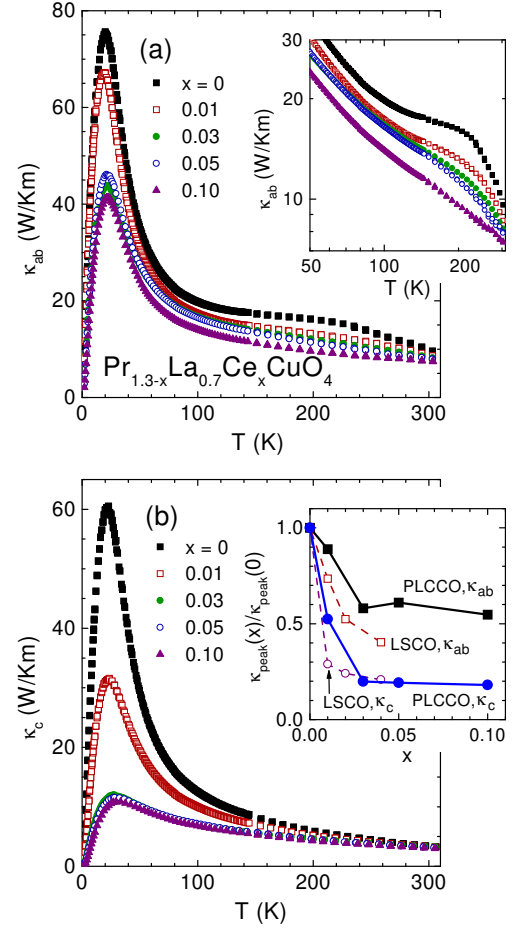 (a)
x = 0
0.01
0.03
0.05
0.10
80
60
40
20
0
κab (W/Km)
0 100 200 300
T (K)
Pr1.3-xLa0.7CexCuO4
30
20
10
κab (W/Km)
50 100 200
T (K)
(b)
x = 0
0.01
0.03
0.05
0.10
60
40
20
0
κc (W/Km)
0 100 200 300
T (K)
1.0
0.5
0.0
κpeak(x)/κpeak(0)
PLCCO,κab
LSCO,κab
LSCO,κc
PLCCO,κc
0.00 0.05 0.10
x